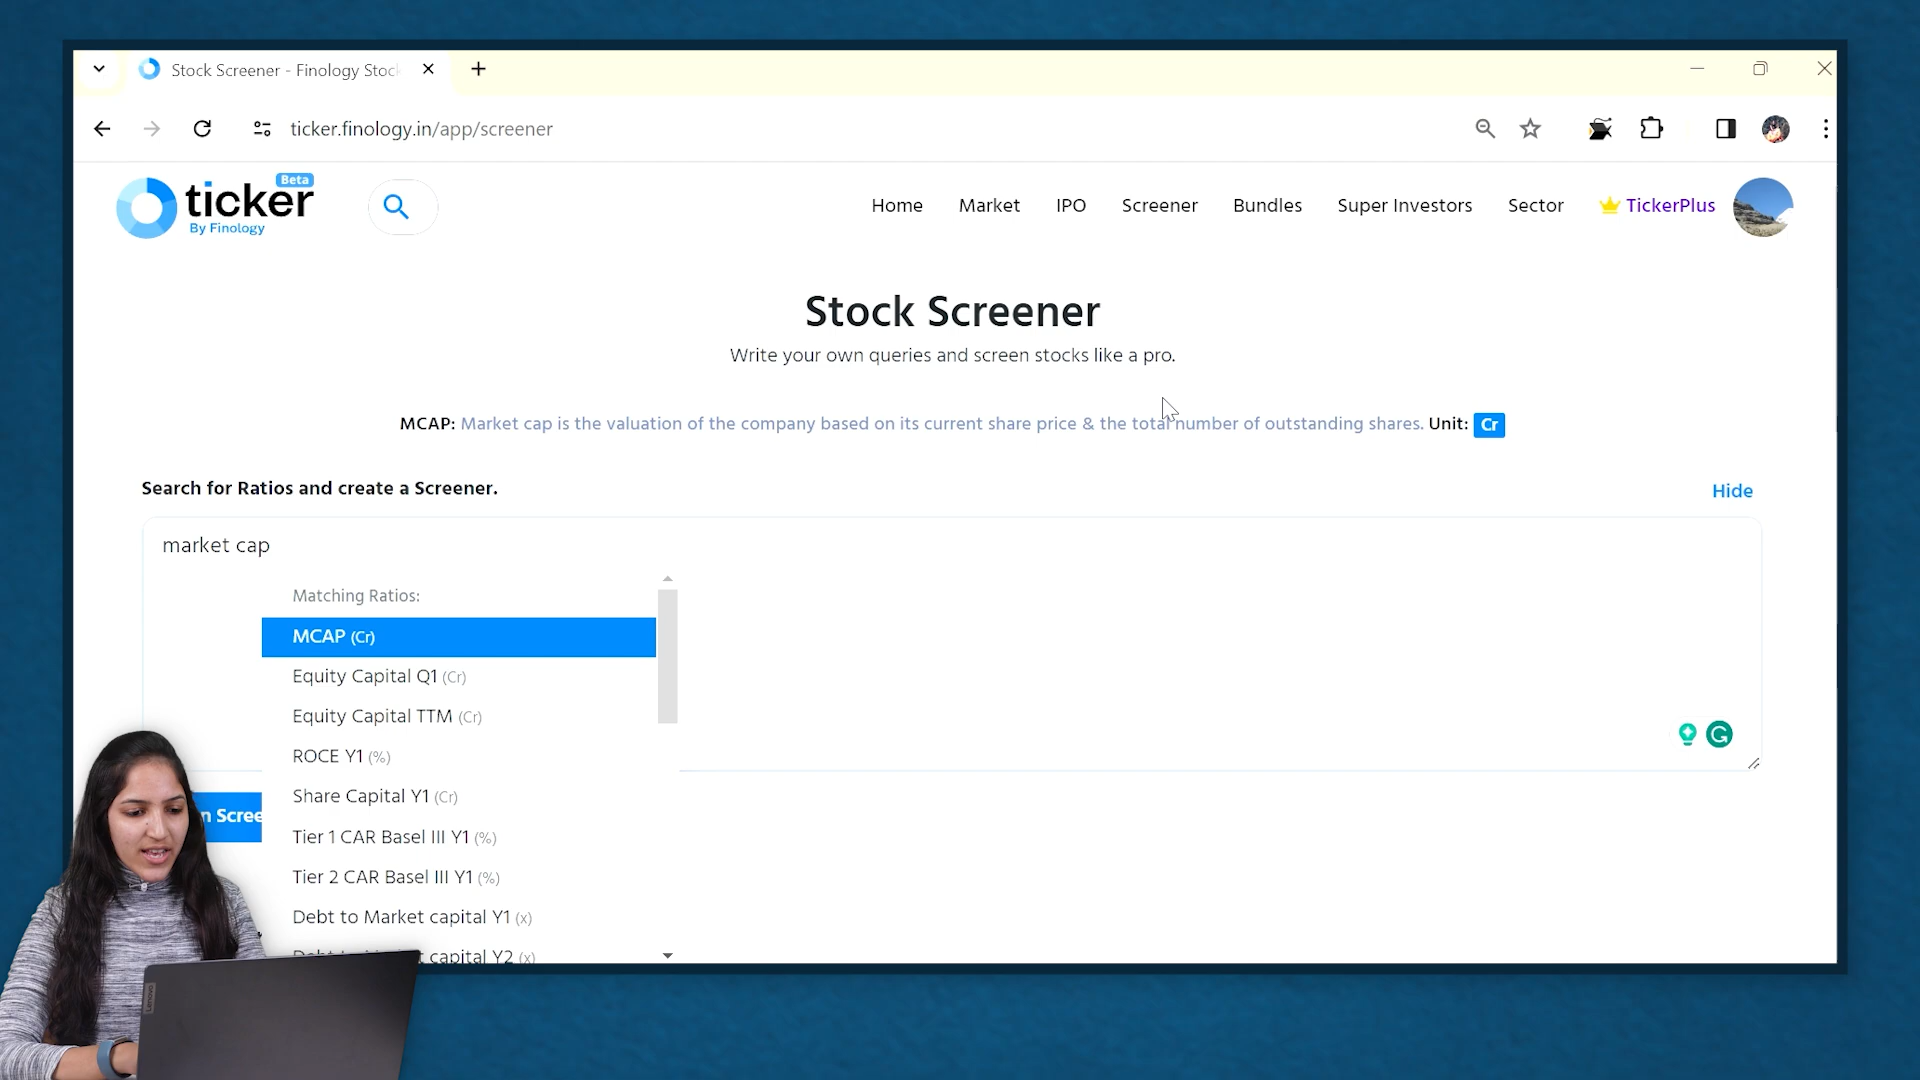 Stock Screener - Finology Stoc
ticker.finology.in/app/screener
ticker
Beta
By Finology
Home
Market
IPO
Screener
Bundles
Super Investors
Sector
TickerPlus
Stock Screener
Write your own queries and screen stocks like a pro.
MCAP: Market cap is the valuation of the company based on its current share price & the total number of outstanding shares. Unit: Cr
Search for Ratios and create a Screener.
Hide
market cap
Matching Ratios:
MCAP (Cr)
Equity Capital Q1 (Cr)
Equity Capital TTM (Cr)
ROCE Y1 (%)
Share Capital Y1 (Cr)
n Scree
Tier 1 CAR Basel III Y1 (%)
Tier 2 CAR Basel III Y1 (%)
Debt to Market capital Y1 (x)
capital Y2 (x)
LENOVO